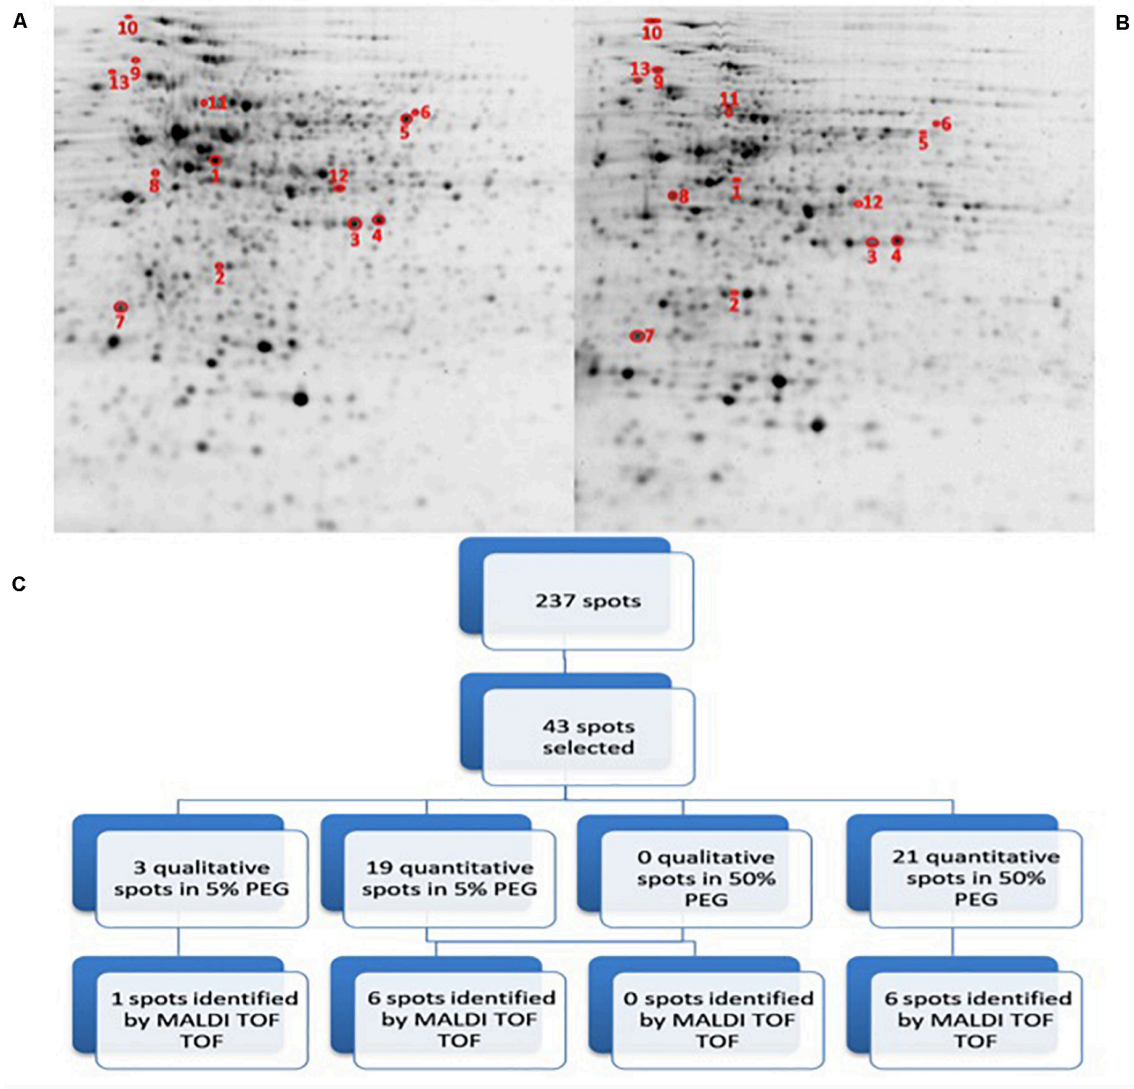 A
B
10
9
13
11
6
5
1
8
12
3
4
2
7
10
13
9
11
6
5
1
8
12
3
4
2
7
C
237 spots
43 spots
selected
3 qualitative
spots in 5% PEG
19 quantitative
spots in 5% PEG
0 qualitative
spots in 50%
PEG
21 quantitative
spots in 50%
PEG
1 spots identified
by MALDI TOF
TOF
6 spots identified
by MALDI TOF
TOF
0 spots identified
by MALDI TOF
TOF
6 spots identified
by MALDI TOF
TOF